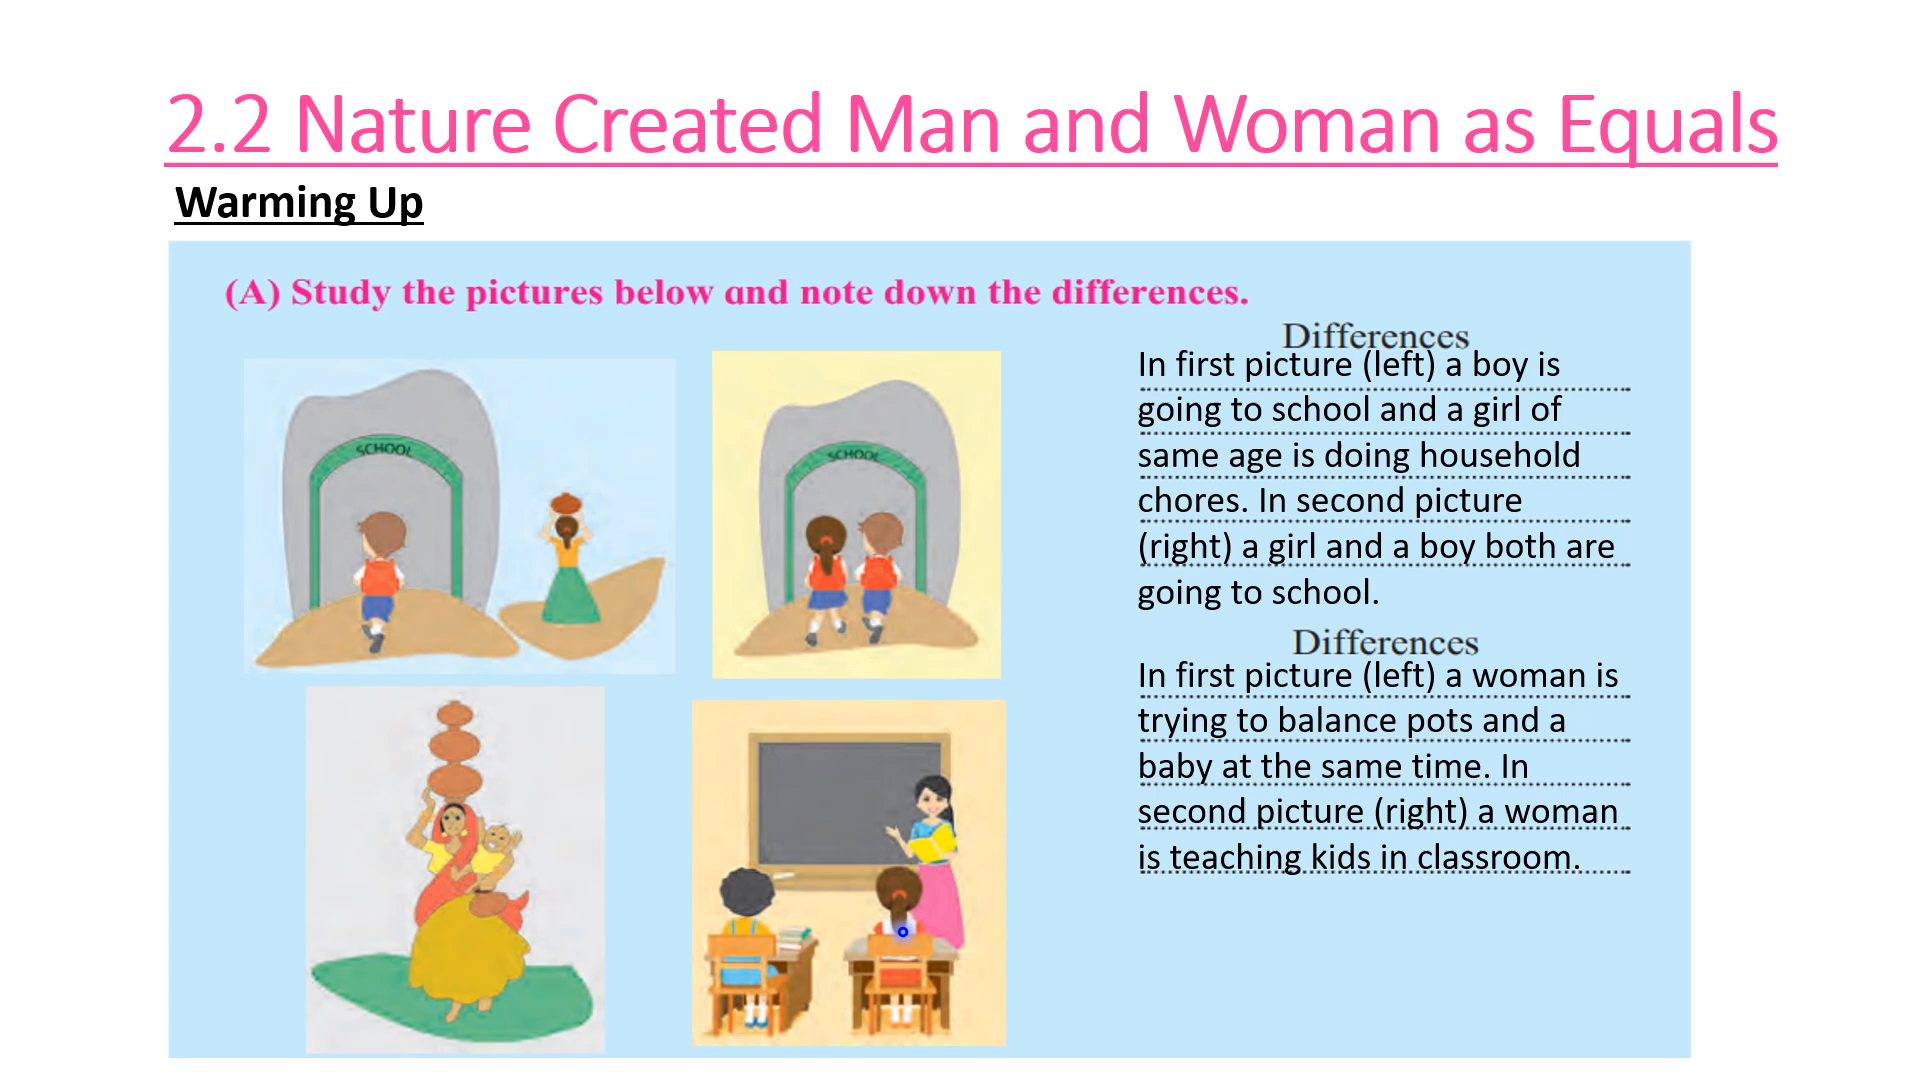 2.2 Nature Created Man and Woman as Equals
Warming Up
(A) Study the pictures below and note down the differences.
SCHOOL
SCHOOL
Differences
In first picture (left) a boy is
going to school and a girl of
same age is doing household
chores. In second picture
(right) a girl and a boy both are
going to school.
Differences
In first picture (left) a woman is
trying to balance pots and a
baby at the same time. In
second picture (right) a woman
is teaching kids in classroom.